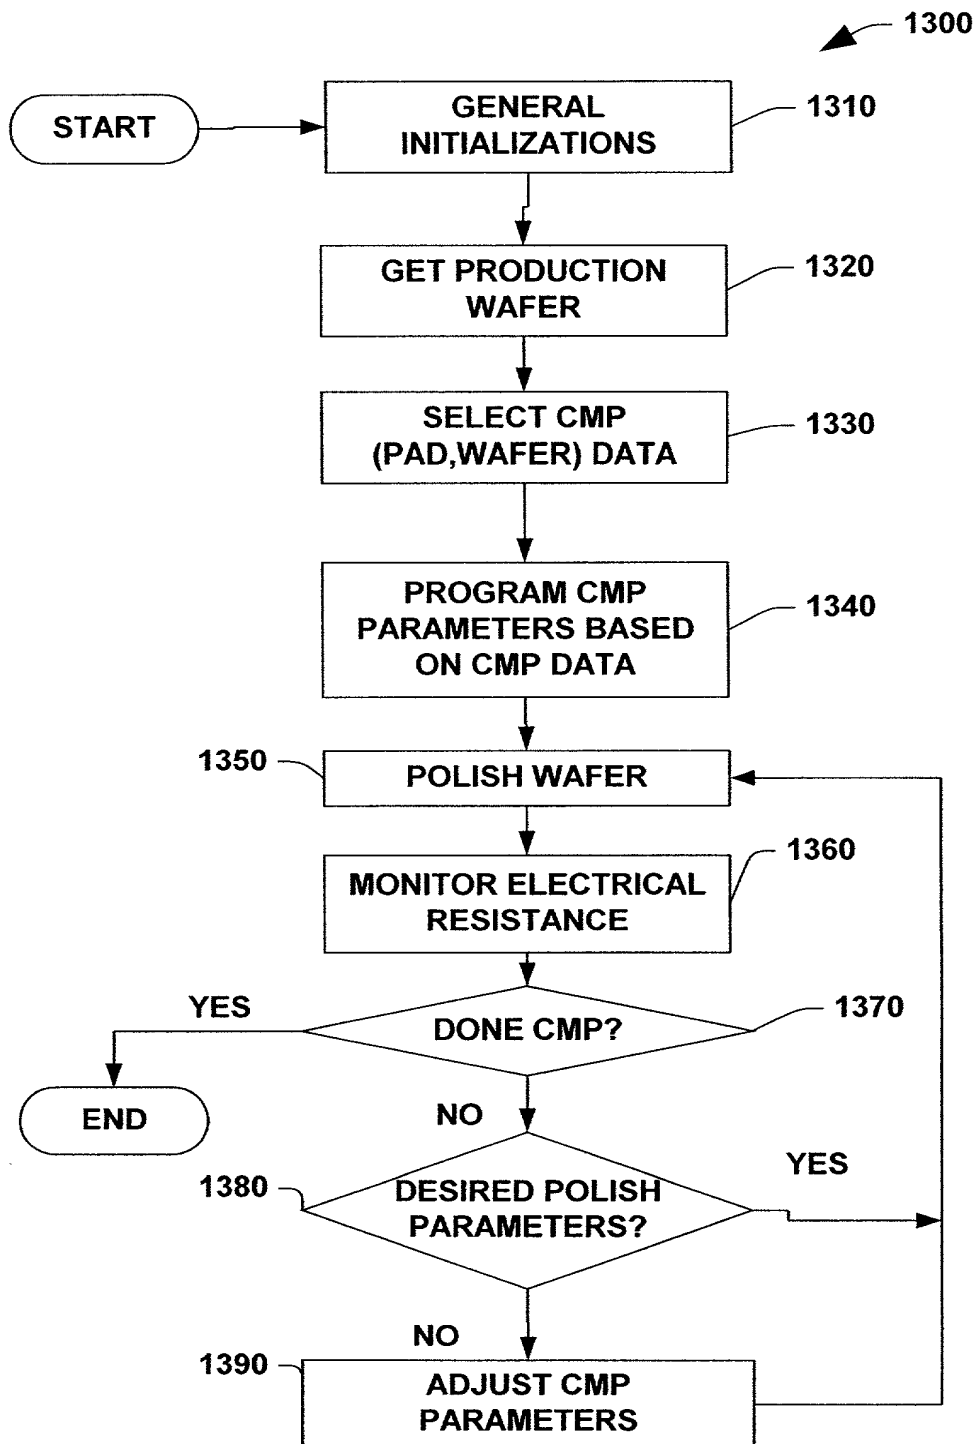 1300
START
GENERAL
INITIALIZATIONS
1310
GET PRODUCTION
WAFER
1320
SELECT CMP
(PAD,WAFER) DATA
1330
PROGRAM CMP
PARAMETERS BASED
ON CMP DATA
1340
1350
POLISH WAFER
MONITOR ELECTRICAL
RESISTANCE
1360
YES
DONE CMP?
1370
END
NO
1380
DESIRED POLISH
PARAMETERS?
YES
NO
1390
ADJUST CMP
PARAMETERS